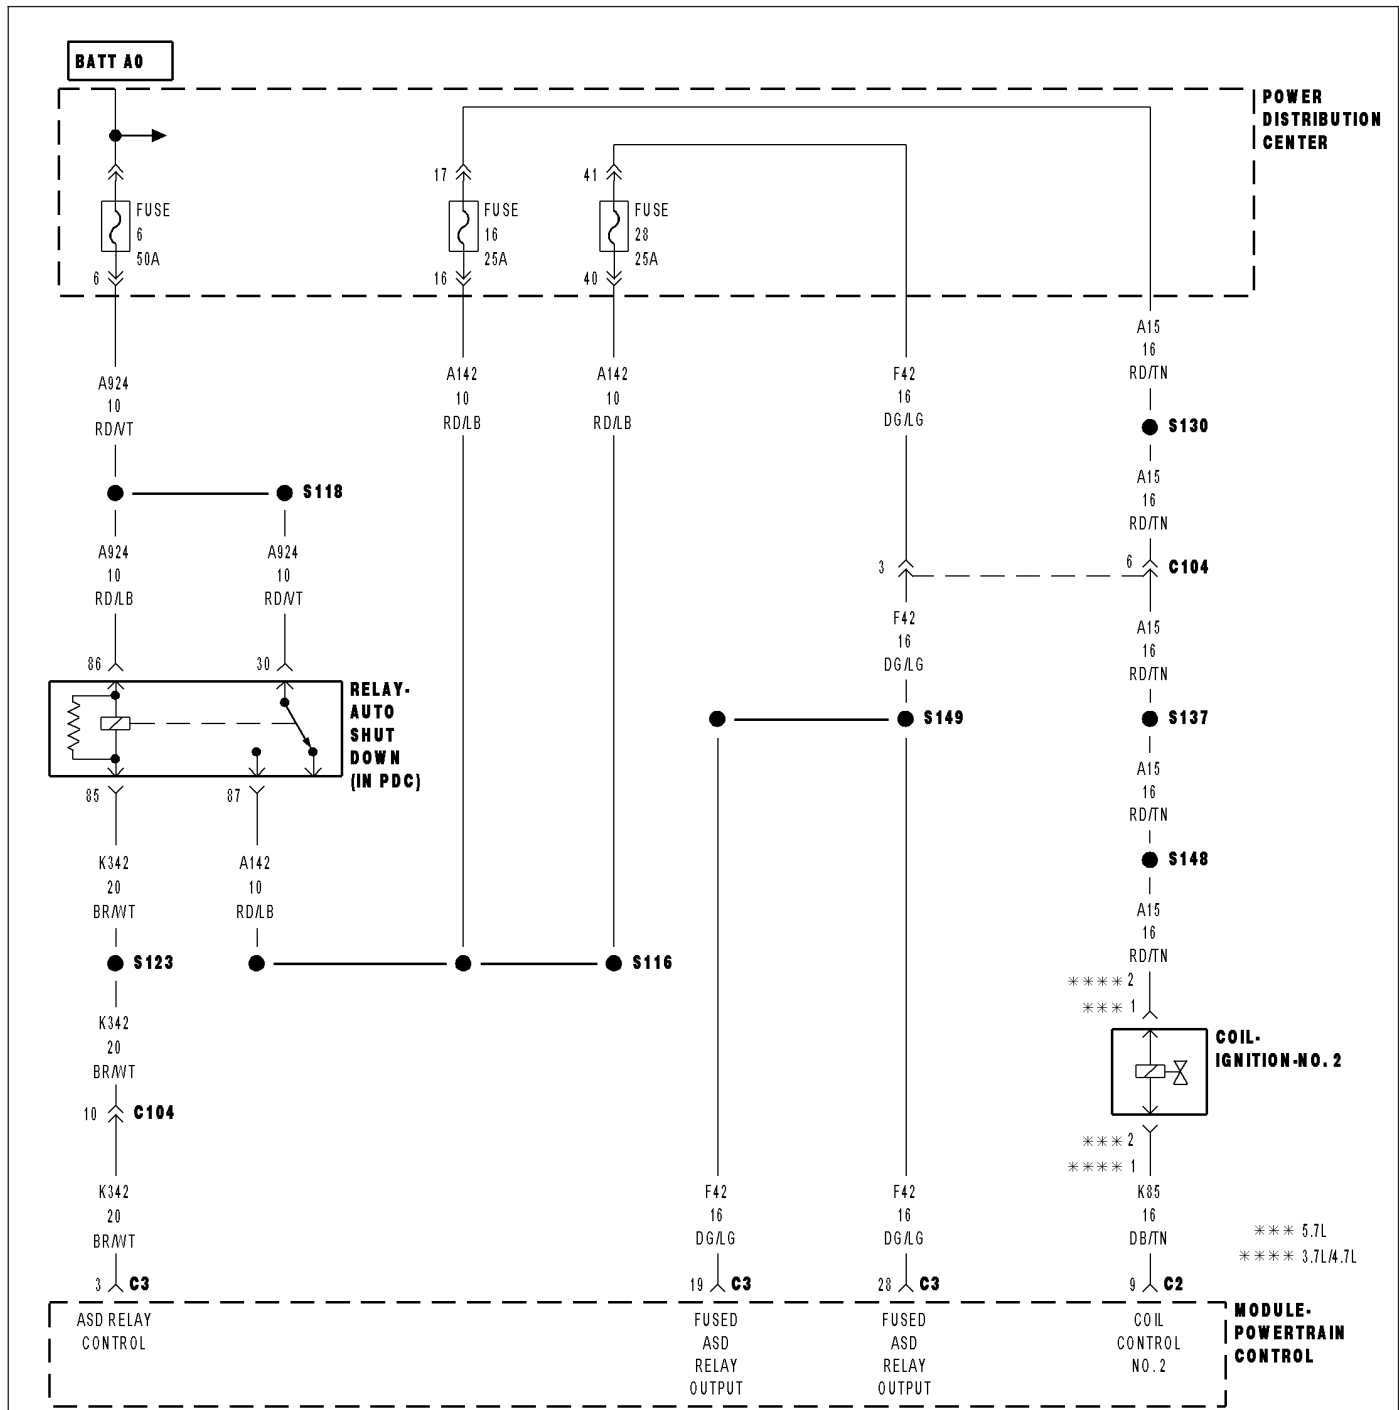 BATT A0
POWER
DISTRIBUTION
CENTER
17
41
FUSE
6
50A
FUSE
16
25A
FUSE
28
25A
6
16
40
A924
10
RD/VT
A142
10
RD/LB
A142
10
RD/LB
F42
16
DG/LG
A15
16
RD/TN
S130
A15
16
RD/TN
S118
A924
10
RD/LB
A924
10
RD/VT
3
6
C104
F42
16
DG/LG
A15
16
RD/TN
86
30
RELAY-
AUTO
SHUT
DOWN
(IN PDC)
S149
S137
A15
16
RD/TN
85
87
K342
20
BR/WT
A142
10
RD/LB
S148
A15
16
RD/TN
S123
S116
**** 2
*** 1
K342
20
BR/WT
COIL-
IGNITION-NO. 2
10
C104
*** 2
**** 1
K342
20
BR/WT
F42
16
DG/LG
F42
16
DG/LG
K85
16
DB/TN
*** 5.7L
**** 3.7L/4.7L
3
C3
19
C3
28
C3
9
C2
ASD RELAY
CONTROL
FUSED
ASD
RELAY
OUTPUT
FUSED
ASD
RELAY
OUTPUT
COIL
CONTROL
NO. 2
MODULE-
POWERTRAIN
CONTROL